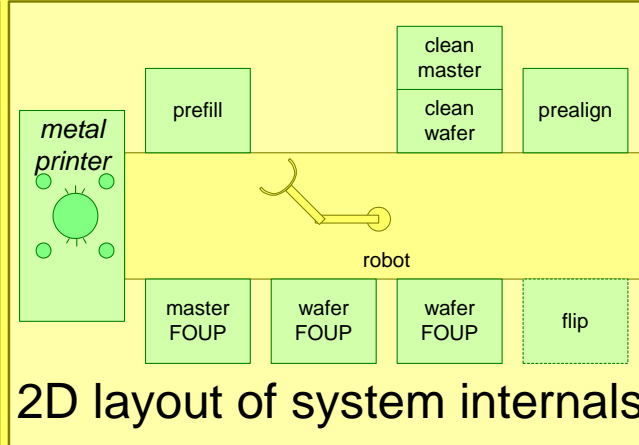 clean
master
prefill
clean
wafer
prealign
metal
printer
robot
master
FOUP
wafer
FOUP
wafer
FOUP
flip
2D layout of system internals